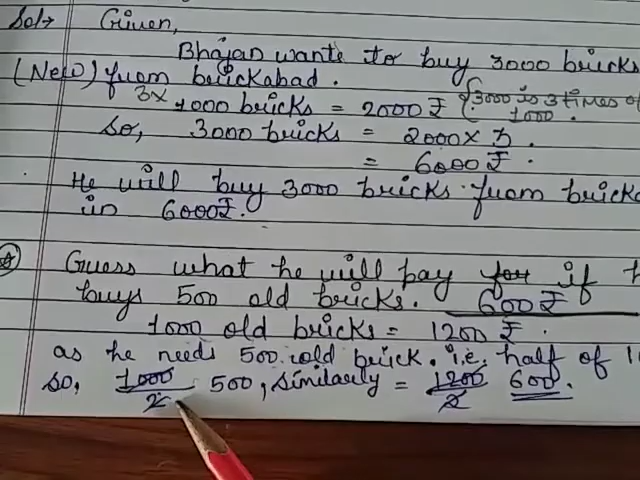 Sol→ Given,
Bhajan wants to buy 3000 bricks
(New) from brickabad.
3x 1000 bricks = 2000 ₹ {3000 is 3 times of 1000.
So, 3000 bricks = 2000 × 3.
= 6000 ₹.
He will buy 3000 bricks from bricka
in 6000₹.
Guess what he will pay for if h
buys 500 old bricks. 600 ₹
1000 old bricks = 1200 ₹.
as he needs 500 old brick. i.e. half of 1
so, 1000/2 500, similarly = 1200/2 600.